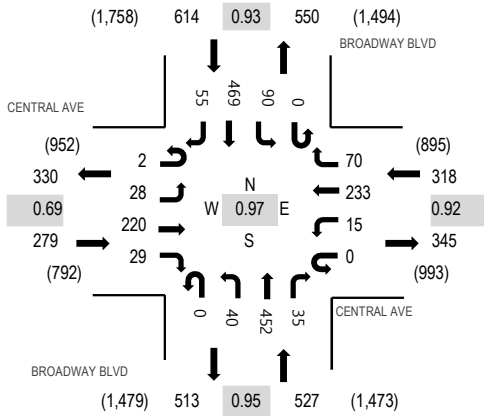 (1,758) 614 0.93 550 (1,494)
BROADWAY BLVD
CENTRAL AVE
55 469 90 0
(952) (895)
330 2 70 318
28 N 233
0.69 W 0.97 E 0.92
220 S 15
279 29 0 345
(792) (993)
0 40 452 35
CENTRAL AVE
BROADWAY BLVD
(1,479) 513 0.95 527 (1,473)